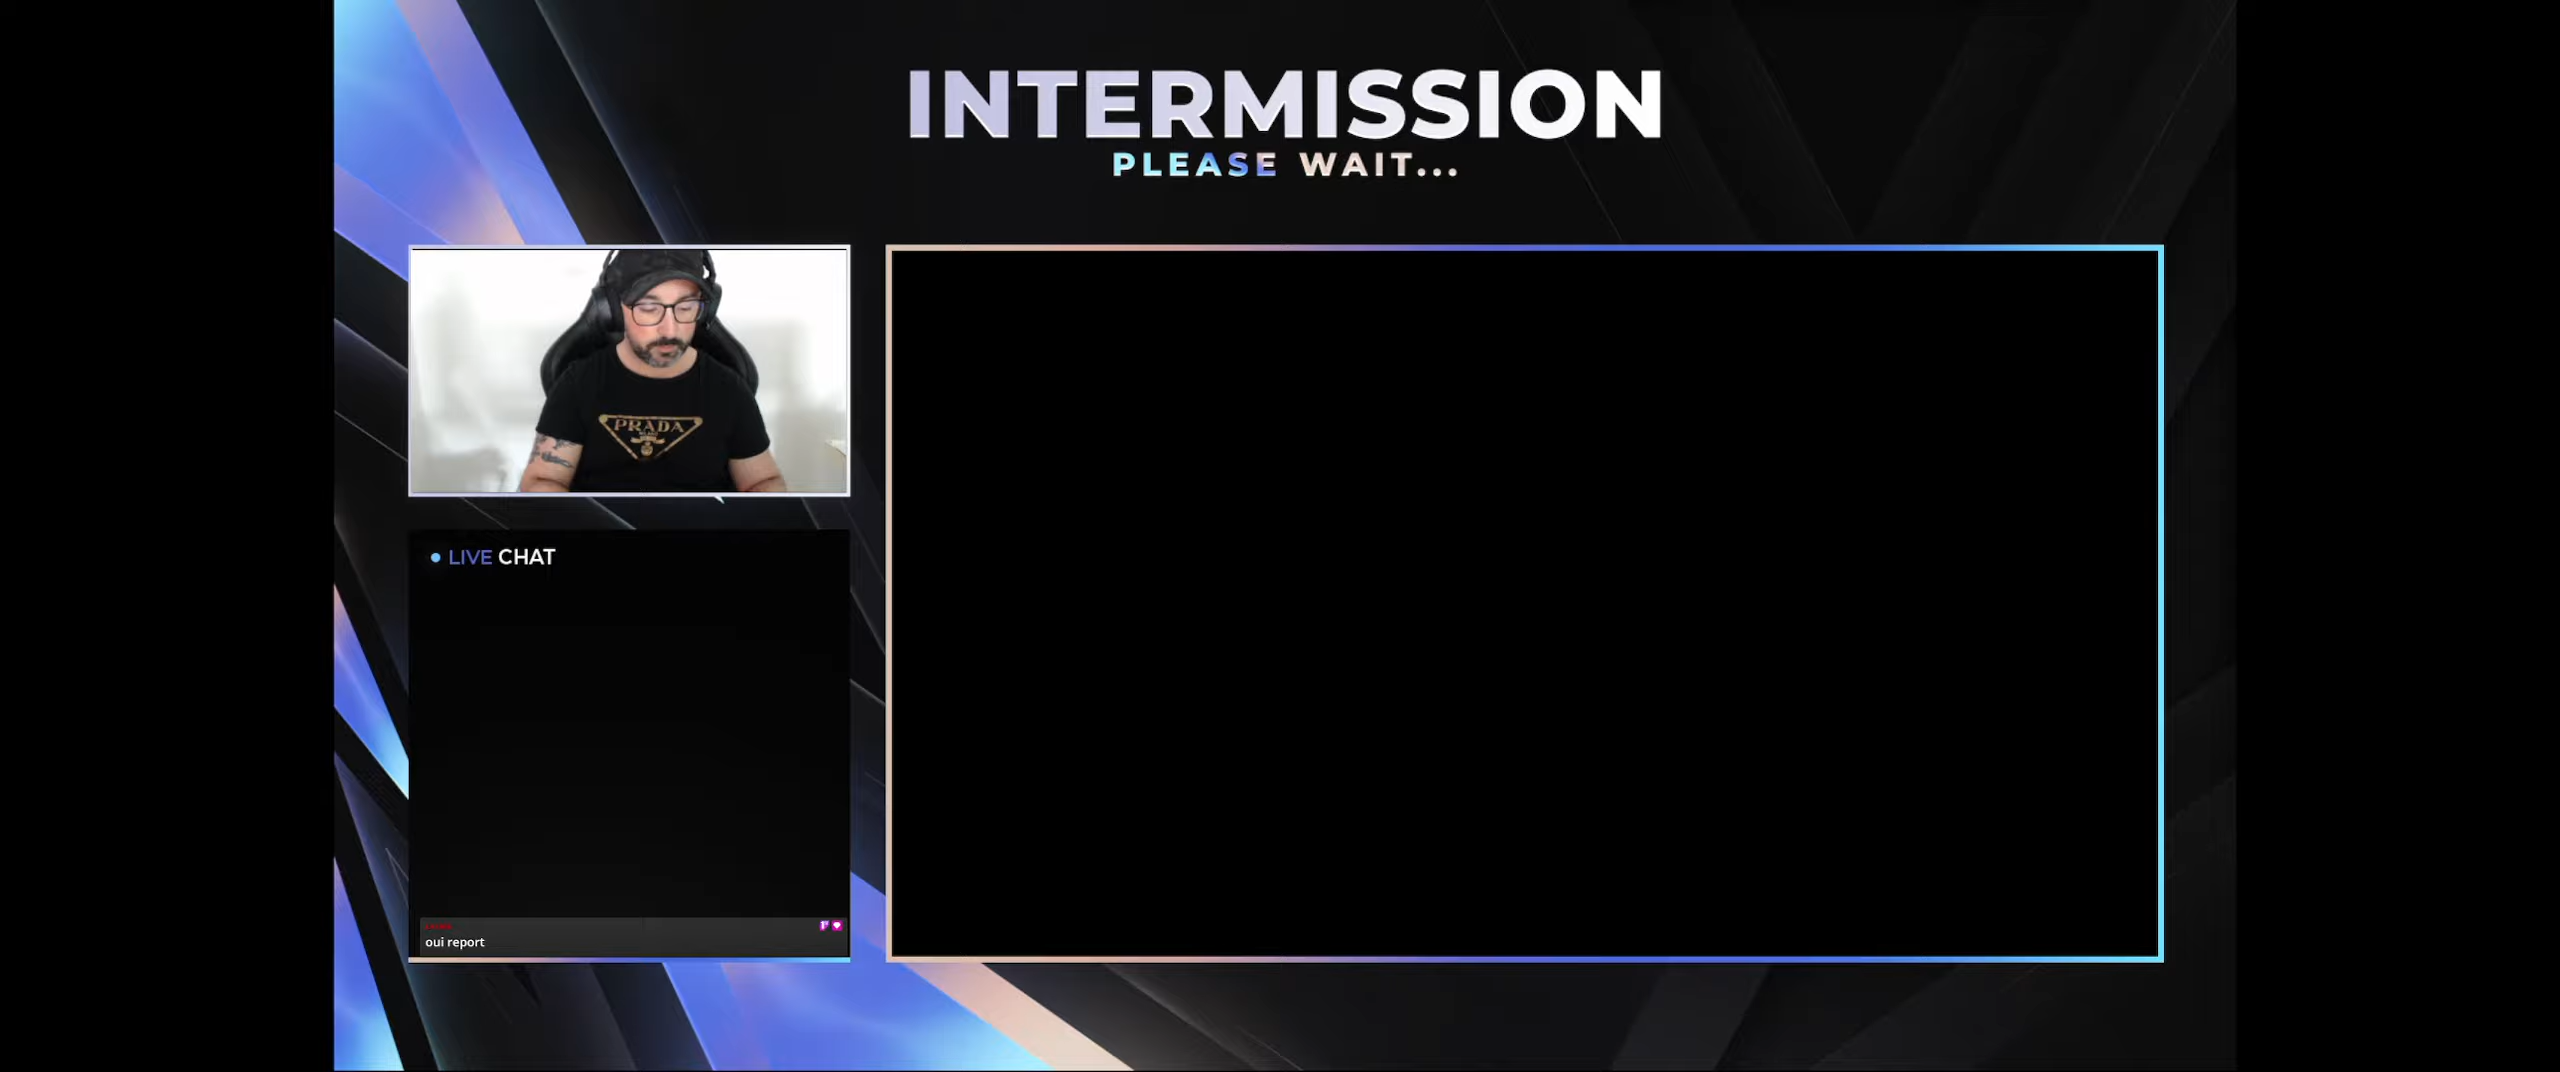 INTERMISSION
PLEASE WAIT...
PRADA
LIVE CHAT
oui report